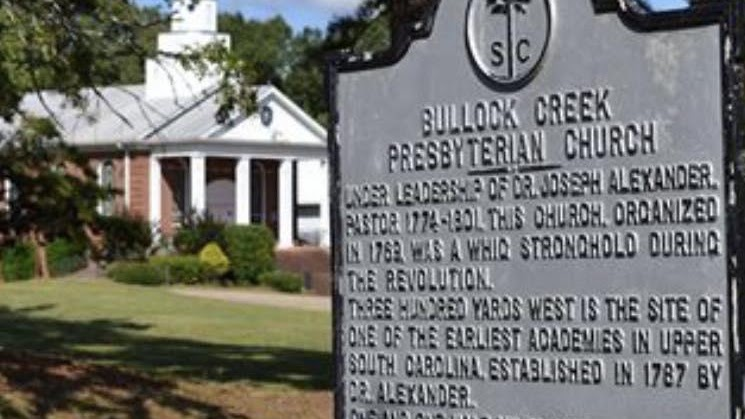 S C
BULLOCK CREEK
PRESBYTERIAN CHURCH
UNDER LEADERSHIP OF DR. JOSEPH ALEXANDER,
PASTOR 1774-1801, THIS CHURCH, ORGANIZED
IN 1769, WAS A WHIG STRONGHOLD DURING
THE REVOLUTION.
THREE HUNDRED YARDS WEST IS THE SITE OF
ONE OF THE EARLIEST ACADEMIES IN UPPER
SOUTH CAROLINA, ESTABLISHED IN 1787 BY
DR. ALEXANDER.